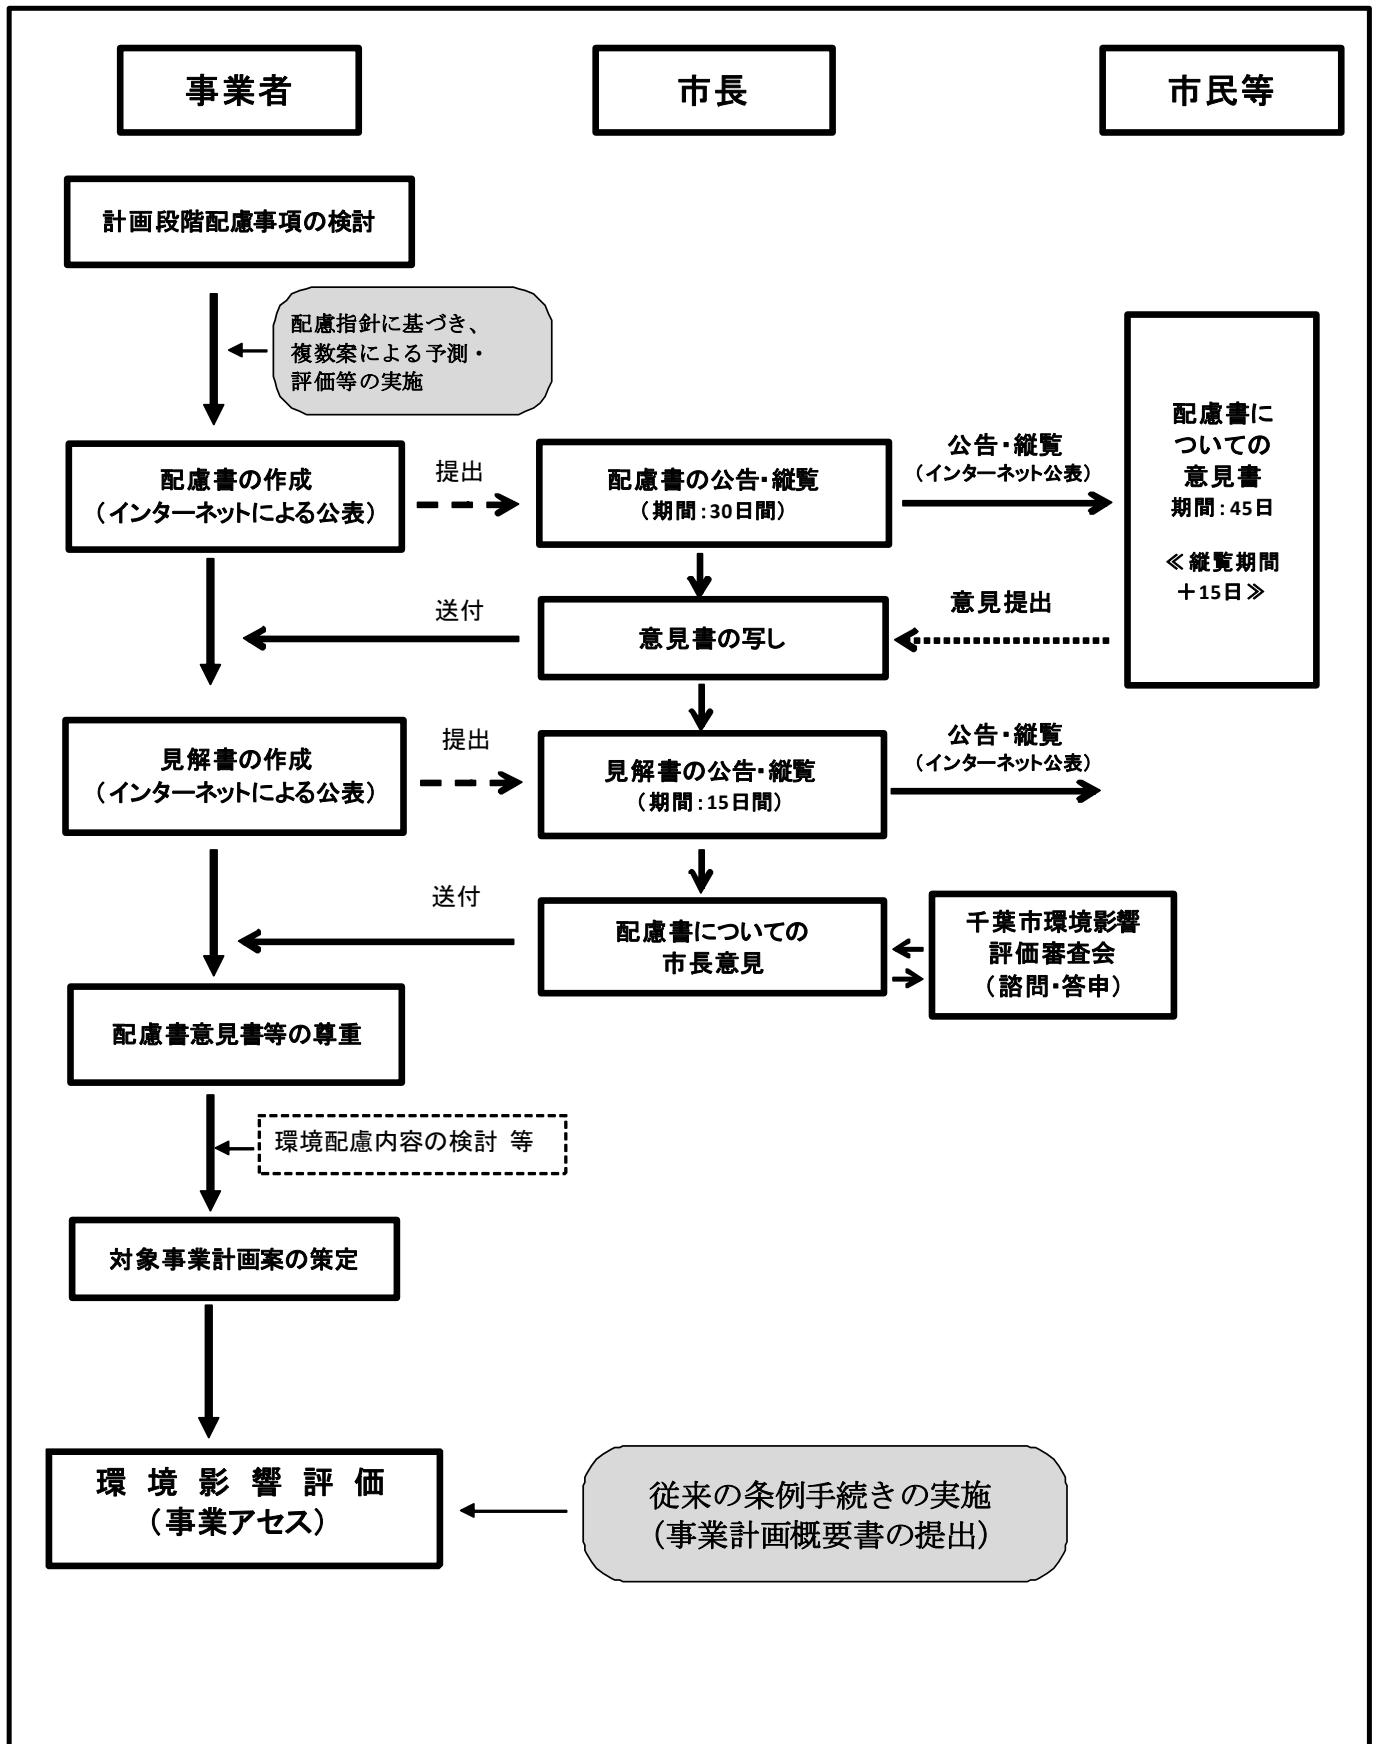 事業者
市長
市民等
計画段階配慮事項の検討
配慮指針に基づき、
複数案による予測・
評価等の実施
配慮書の作成
（インターネットによる公表）
提出
配慮書の公告・縦覧
（期間：30日間）
公告・縦覧
（インターネット公表）
配慮書に
ついての
意見書
期間：45日
≪縦覧期間
＋15日≫
送付
意見書の写し
意見提出
見解書の作成
（インターネットによる公表）
提出
見解書の公告・縦覧
（期間：15日間）
公告・縦覧
（インターネット公表）
送付
配慮書についての
市長意見
千葉市環境影響
評価審査会
（諮問・答申）
配慮書意見書等の尊重
環境配慮内容の検討 等
対象事業計画案の策定
環 境 影 響 評 価
（事業アセス）
従来の条例手続きの実施
（事業計画概要書の提出）